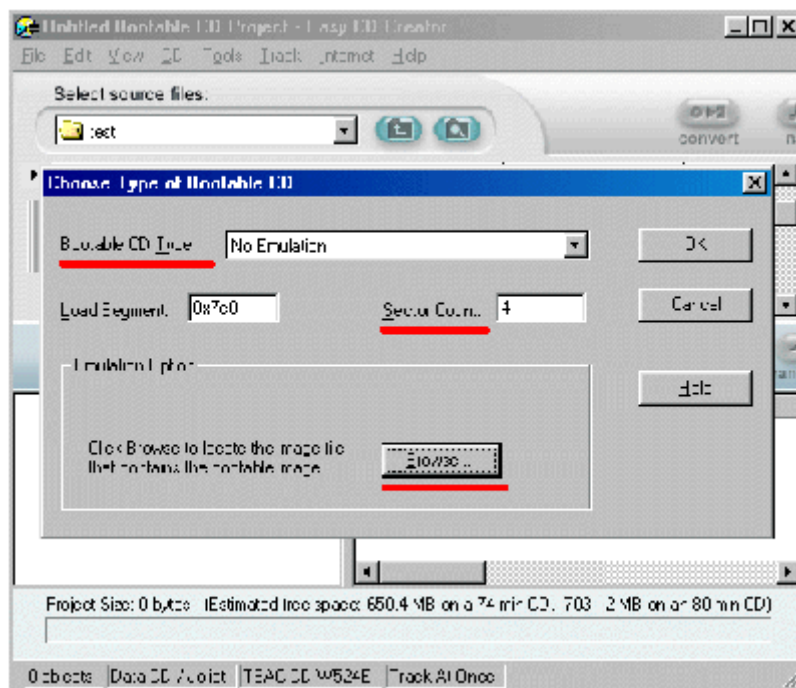 Untitled Bootable CD Project - Easy CD Creator
File Edit View CD Tools Track Internet Help
Select source files:
test
convert
Choose Type of Bootable CD
Bootable CD Type
No Emulation
OK
Load Segment:
0x7c0
Sector Count:
4
Cancel
Emulation Option
Help
Click Browse to locate the image file
that contains the bootable image
Browse...
Project Size: 0 bytes (Estimated free space: 650.4 MB on a 74 min CD, 703.2 MB on an 80 min CD)
0 objects Data CD TEAC CD-W524E Track At Once